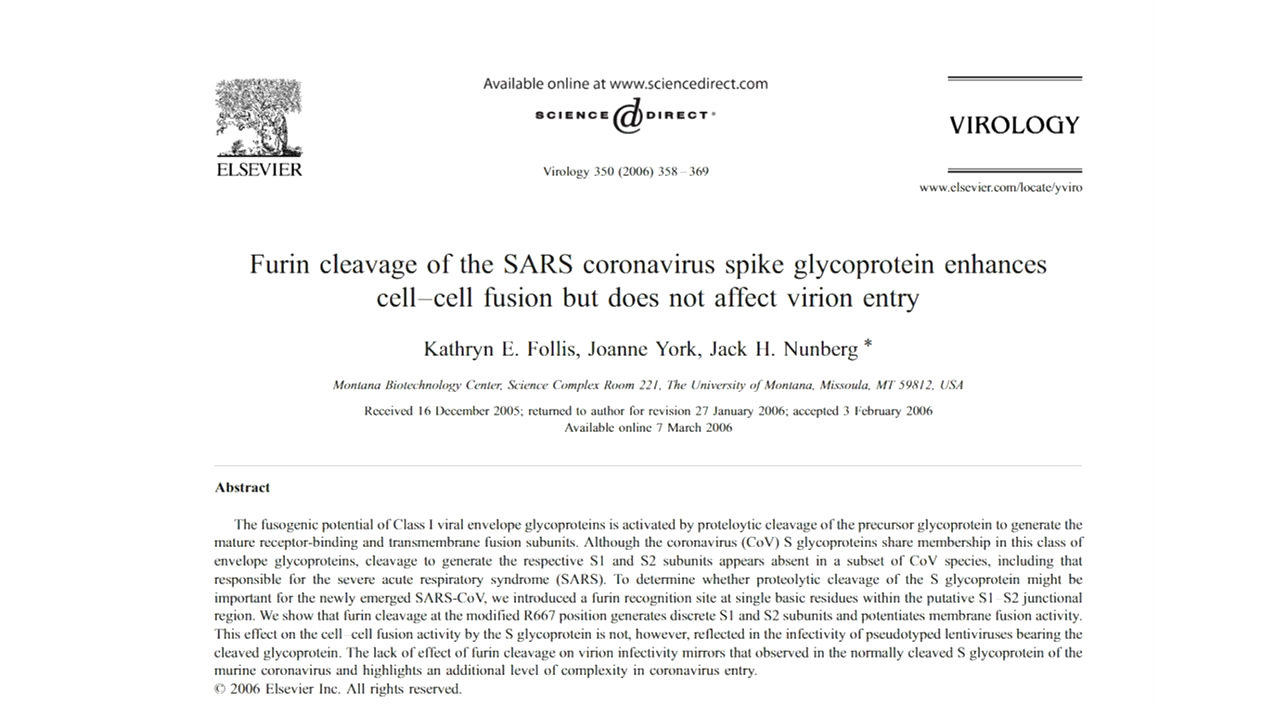 Available online at www.sciencedirect.com
SCIENCE @ DIRECT®
ELSEVIER
VIROLOGY
Virology 350 (2006) 358 – 369
www.elsevier.com/locate/yviro
Furin cleavage of the SARS coronavirus spike glycoprotein enhances
cell–cell fusion but does not affect virion entry
Kathryn E. Follis, Joanne York, Jack H. Nunberg *
Montana Biotechnology Center, Science Complex Room 221, The University of Montana, Missoula, MT 59812, USA
Received 16 December 2005; returned to author for revision 27 January 2006; accepted 3 February 2006
Available online 7 March 2006
Abstract
The fusogenic potential of Class I viral envelope glycoproteins is activated by proteloytic cleavage of the precursor glycoprotein to generate the
mature receptor-binding and transmembrane fusion subunits. Although the coronavirus (CoV) S glycoproteins share membership in this class of
envelope glycoproteins, cleavage to generate the respective S1 and S2 subunits appears absent in a subset of CoV species, including that
responsible for the severe acute respiratory syndrome (SARS). To determine whether proteolytic cleavage of the S glycoprotein might be
important for the newly emerged SARS-CoV, we introduced a furin recognition site at single basic residues within the putative S1–S2 junctional
region. We show that furin cleavage at the modified R667 position generates discrete S1 and S2 subunits and potentiates membrane fusion activity.
This effect on the cell–cell fusion activity by the S glycoprotein is not, however, reflected in the infectivity of pseudotyped lentiviruses bearing the
cleaved glycoprotein. The lack of effect of furin cleavage on virion infectivity mirrors that observed in the normally cleaved S glycoprotein of the
murine coronavirus and highlights an additional level of complexity in coronavirus entry.
© 2006 Elsevier Inc. All rights reserved.